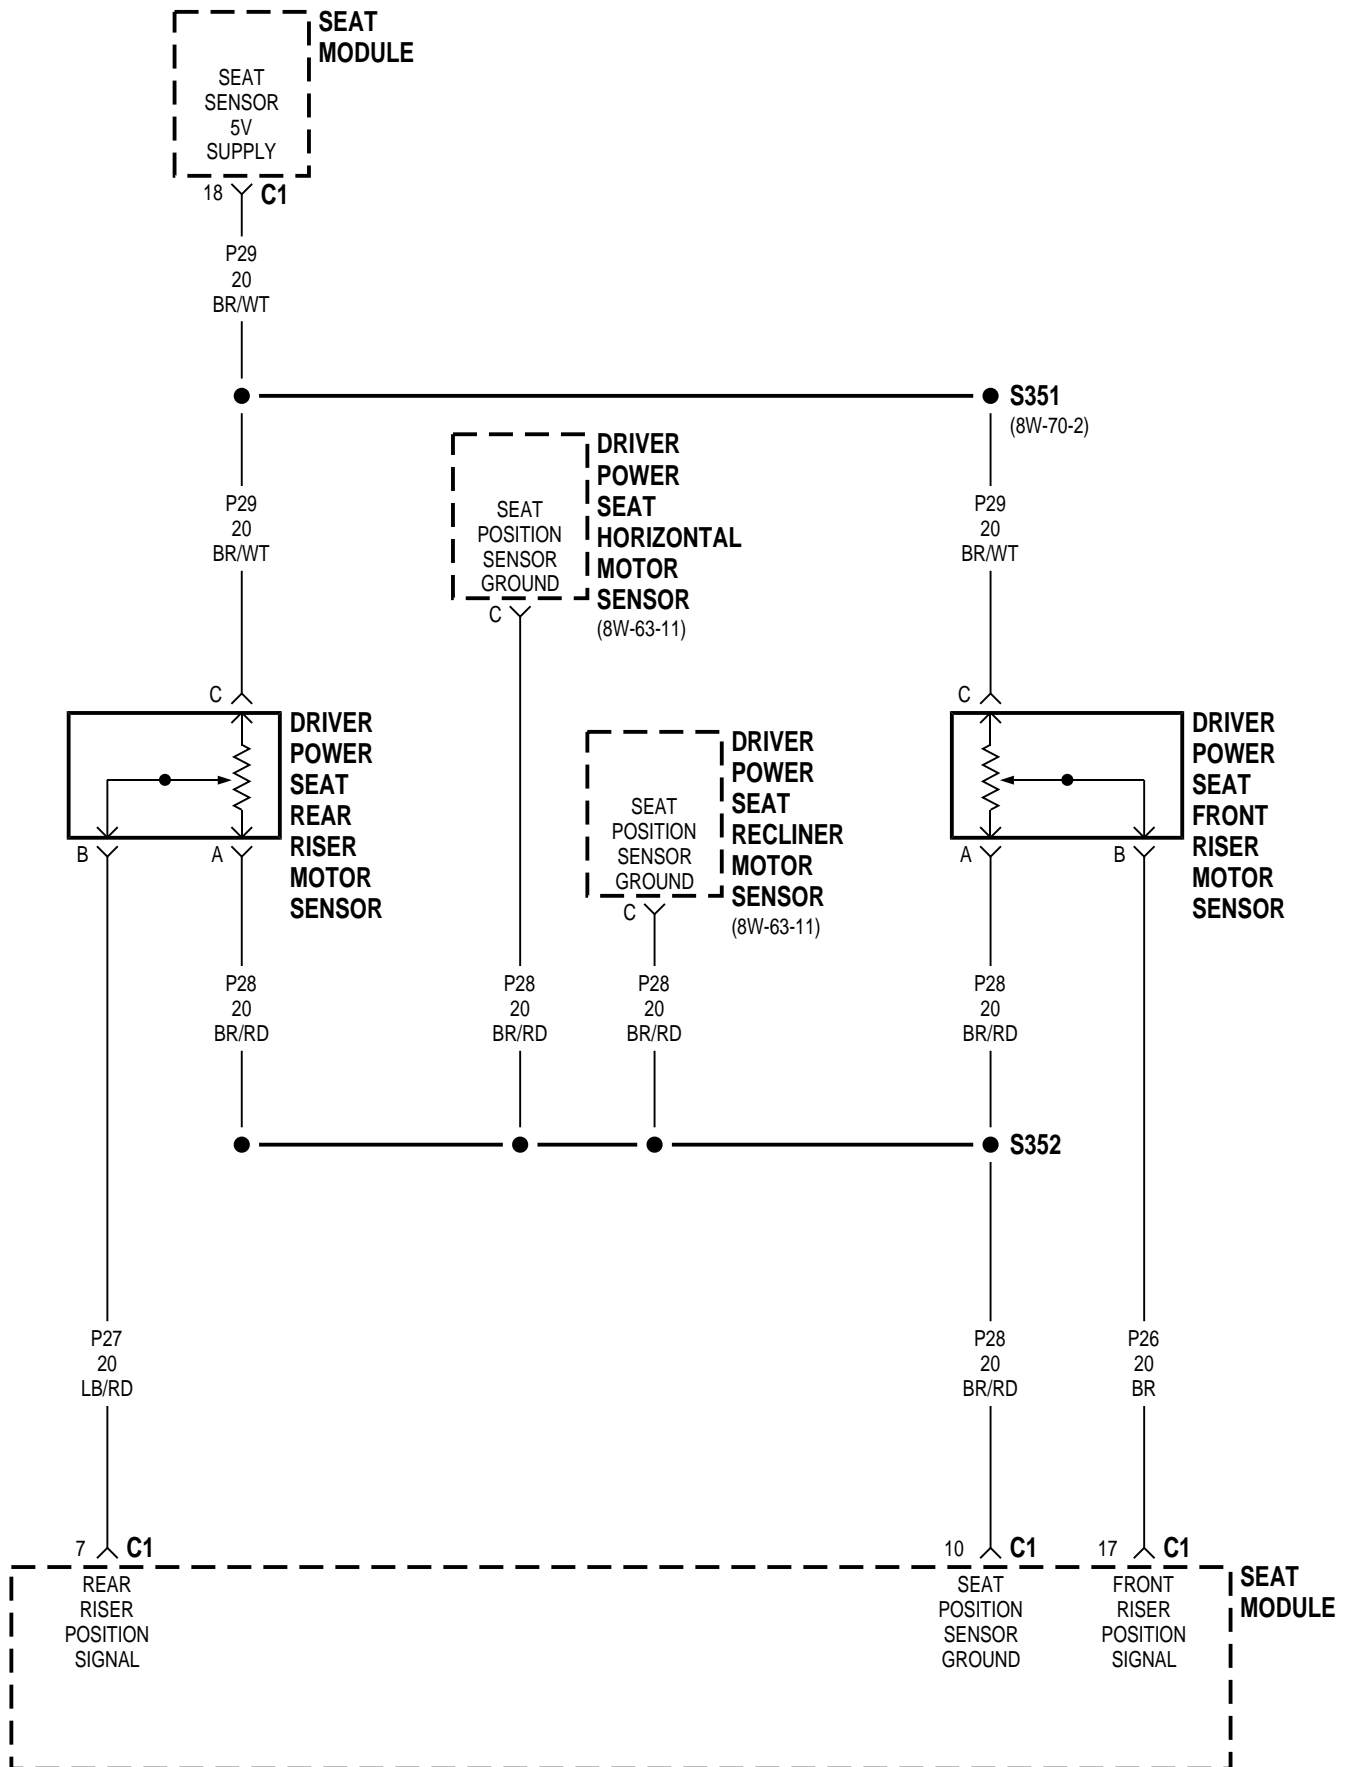 SEAT
MODULE
SEAT
SENSOR
5V
SUPPLY
18 C1
P29
20
BR/WT
S351
(8W-70-2)
P29
20
BR/WT
DRIVER
POWER
SEAT
HORIZONTAL
MOTOR
SENSOR
(8W-63-11)
SEAT
POSITION
SENSOR
GROUND
C
P29
20
BR/WT
C
DRIVER
POWER
SEAT
REAR
RISER
MOTOR
SENSOR
B
A
DRIVER
POWER
SEAT
RECLINER
MOTOR
SENSOR
(8W-63-11)
SEAT
POSITION
SENSOR
GROUND
C
C
DRIVER
POWER
SEAT
FRONT
RISER
MOTOR
SENSOR
A
B
P28
20
BR/RD
P28
20
BR/RD
P28
20
BR/RD
P28
20
BR/RD
S352
P27
20
LB/RD
P28
20
BR/RD
P26
20
BR
7 C1
10 C1
17 C1
REAR
RISER
POSITION
SIGNAL
SEAT
POSITION
SENSOR
GROUND
FRONT
RISER
POSITION
SIGNAL
SEAT
MODULE